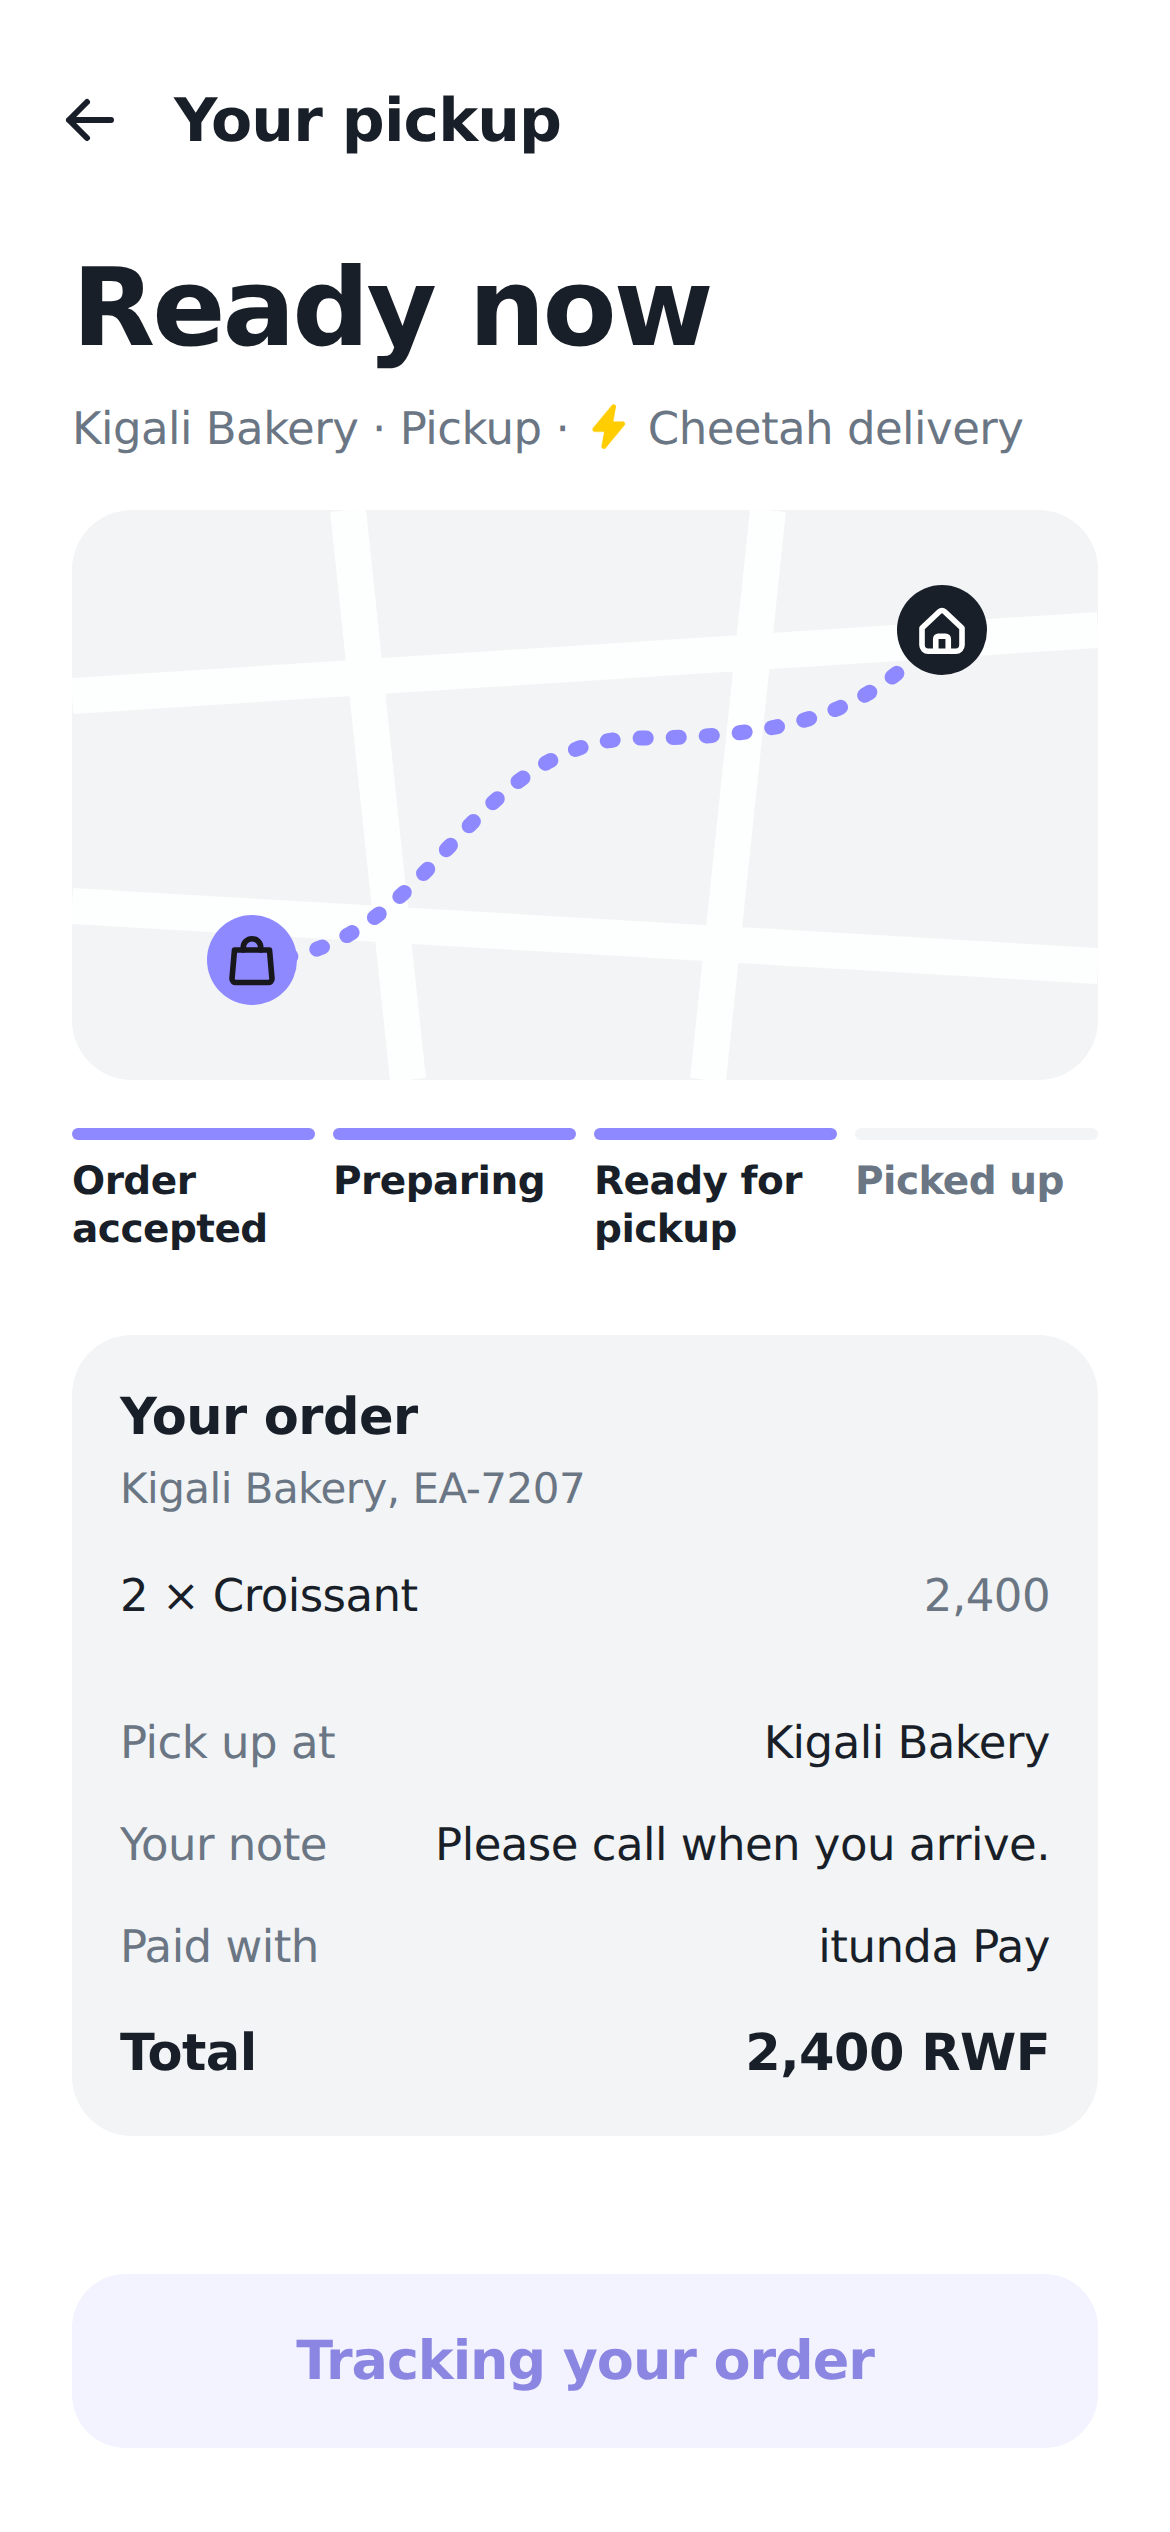 Your pickup
Ready now
Kigali Bakery · Pickup · Cheetah delivery
Order accepted
Preparing
Ready for pickup
Picked up
Your order
Kigali Bakery, EA-7207
2 × Croissant 2,400
Pick up at Kigali Bakery
Your note Please call when you arrive.
Paid with itunda Pay
Total 2,400 RWF
Tracking your order